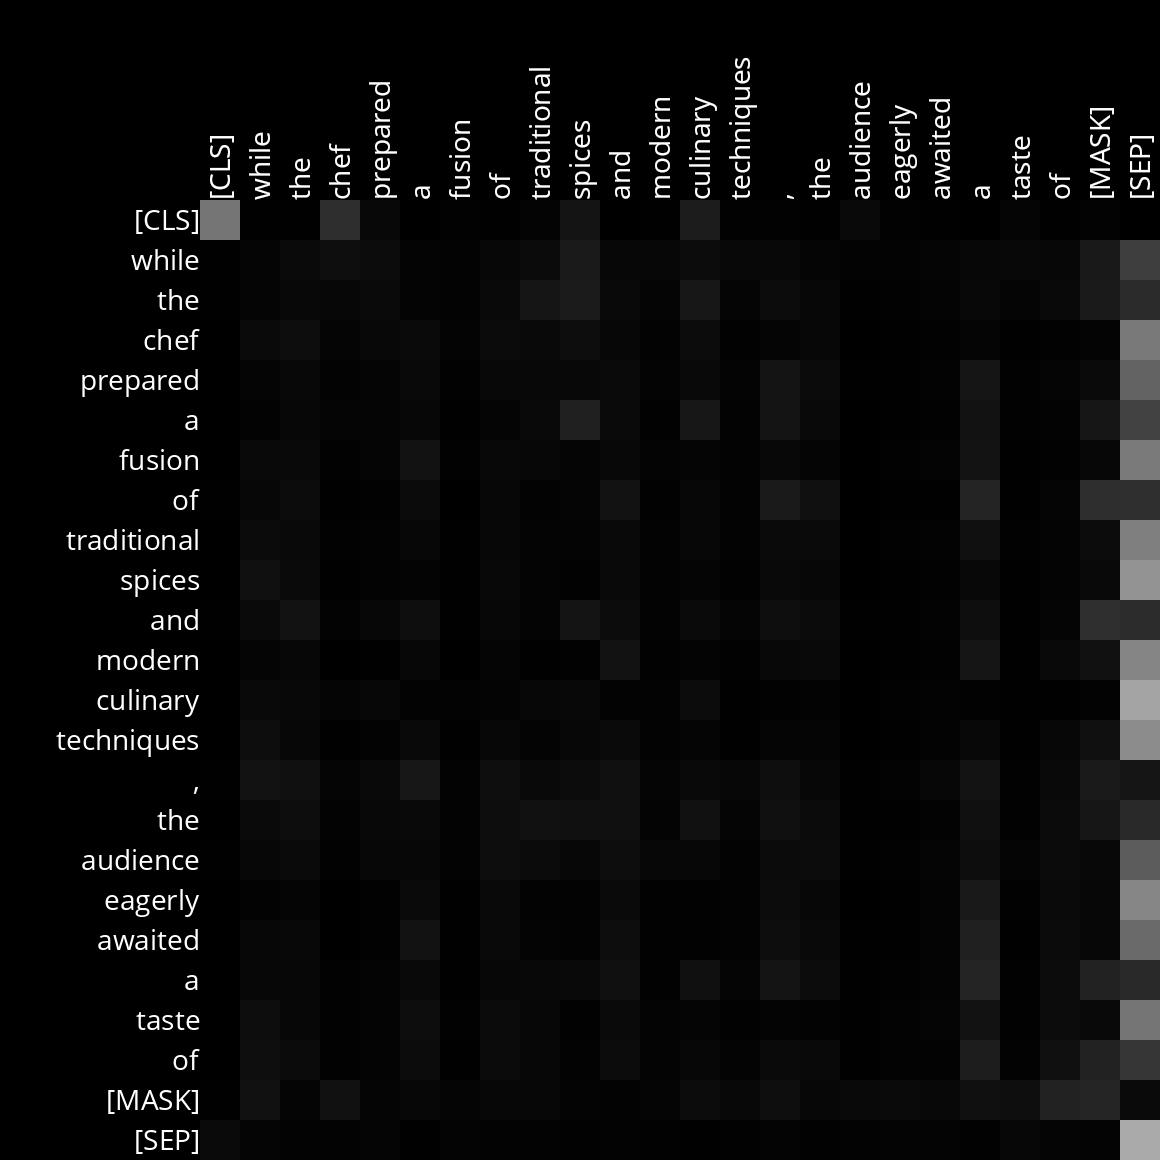 [CLS]
while
the
chef
prepared
a
fusion
of
traditional
spices
and
modern
culinary
techniques
,
the
audience
eagerly
awaited
a
taste
of
[MASK]
[SEP]
[CLS]
while
the
chef
prepared
a
fusion
of
traditional
spices
and
modern
culinary
techniques
,
the
audience
eagerly
awaited
a
taste
of
[MASK]
[SEP]